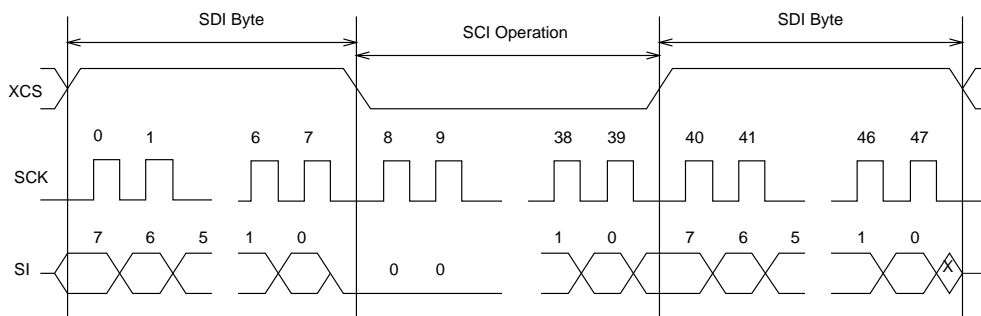 SDI Byte SCI Operation SDI Byte
XCS
0 1 6 7 8 9 38 39 40 41 46 47
SCK
7 6 5 1 0 0 0 1 0 7 6 5 1 0
SI X